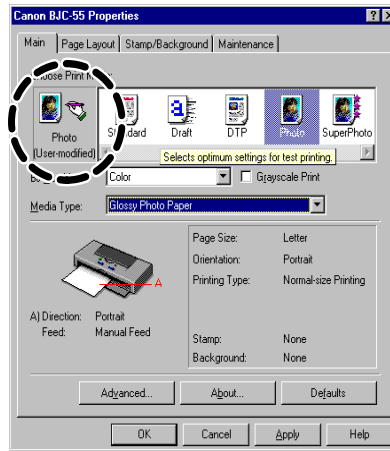 Canon BJC-55 Properties
Main Page Layout Stamp/Background Maintenance
Photo
(User-modified)
Draft
DTP
Photo
SuperPhoto
Selects optimum settings for test printing.
Color
Grayscale Print
Media Type:
Glossy Photo Paper
A
Page Size: Letter
Orientation: Portrait
Printing Type: Normal-size Printing
A) Direction: Portrait
Feed: Manual Feed
Stamp: None
Background: None
Advanced... About... Defaults
OK Cancel Apply Help